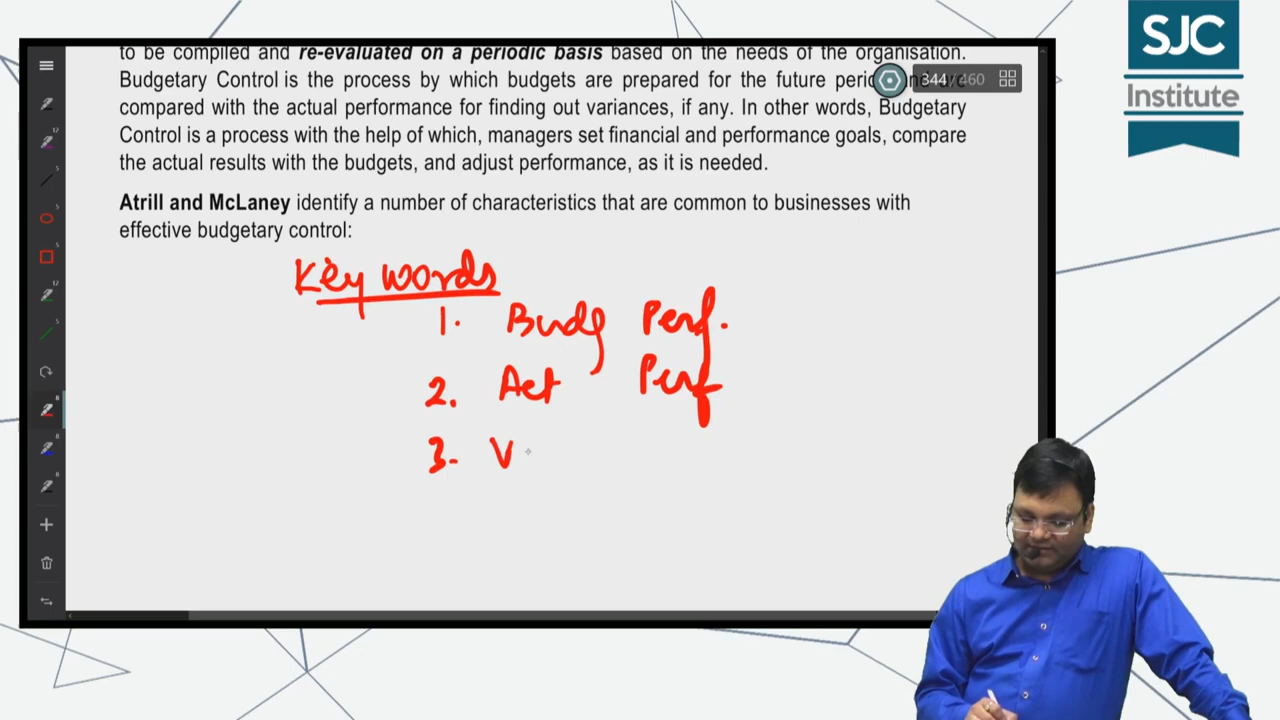 to be compiled and re-evaluated on a periodic basis based on the needs of the organisation.
Budgetary Control is the process by which budgets are prepared for the future
compared with the actual performance for finding out variances, if any. In other words, Budgetary
Control is a process with the help of which, managers set financial and performance goals, compare
the actual results with the budgets, and adjust performance, as it is needed.
344 / 460
Atrill and McLaney identify a number of characteristics that are common to businesses with
effective budgetary control:
Key words
1. Budg Perf.
2. Act Perf
3. V
SJC
Institute